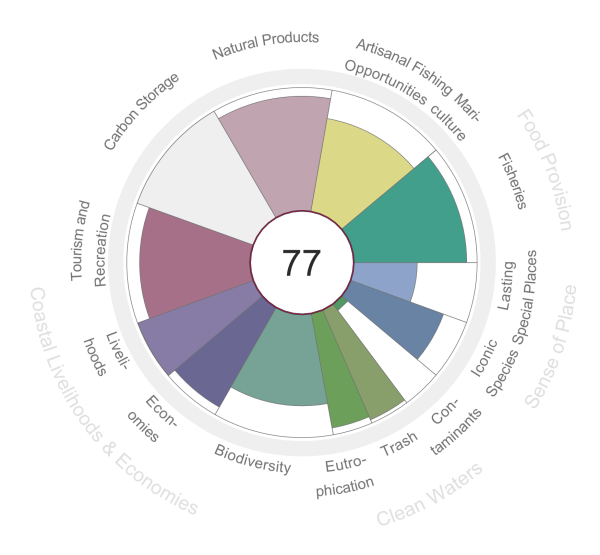 Natural Products
Artisanal Fishing
Opportunities
Mari-
culture
Fisheries
Food Provision
Lasting
Special Places
Iconic
Species
Sense of Place
Con-
taminants
Trash
Eutro-
phication
Clean Waters
Biodiversity
Econ-
omies
Liveli-
hoods
Coastal Livelihoods & Economies
Tourism and
Recreation
Carbon Storage
77